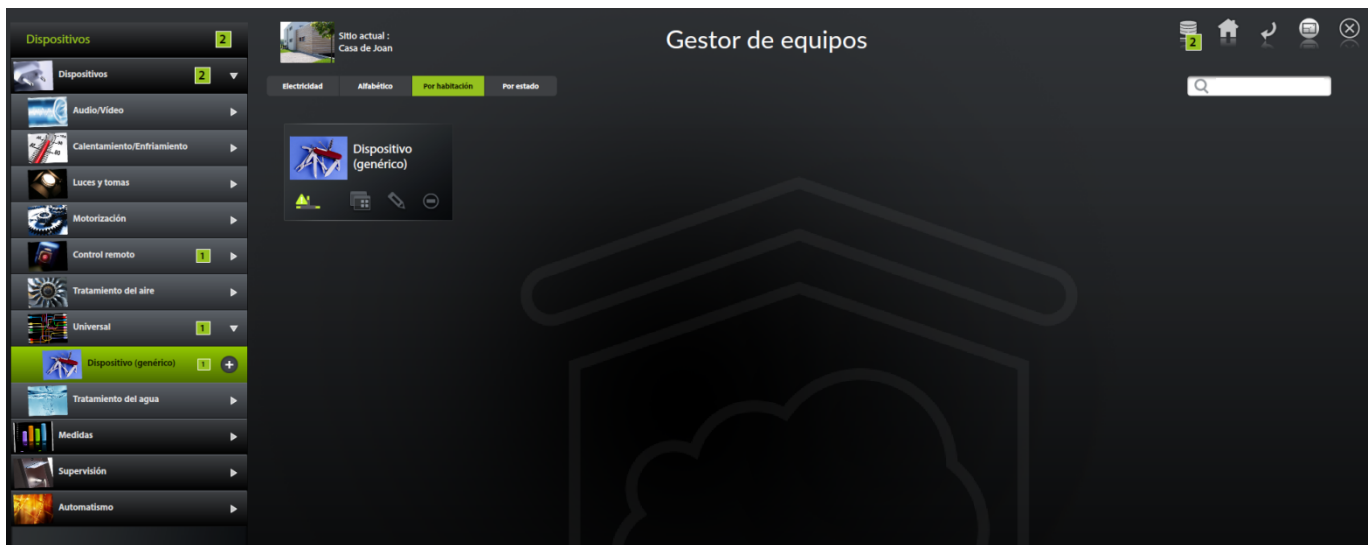 Dispositivos 2
Sitio actual :
Casa de Joan
Gestor de equipos
2
Dispositivos 2
Electricidad Alfabético Por habitación Por estado
Audio/Vídeo
Calentamiento/Enfriamiento
Luces y tomas
Motorización
Control remoto 1
Tratamiento del aire
Universal 1
Dispositivo (genérico) 1
Tratamiento del agua
Medidas
Supervisión
Automatismo
Dispositivo
(genérico)